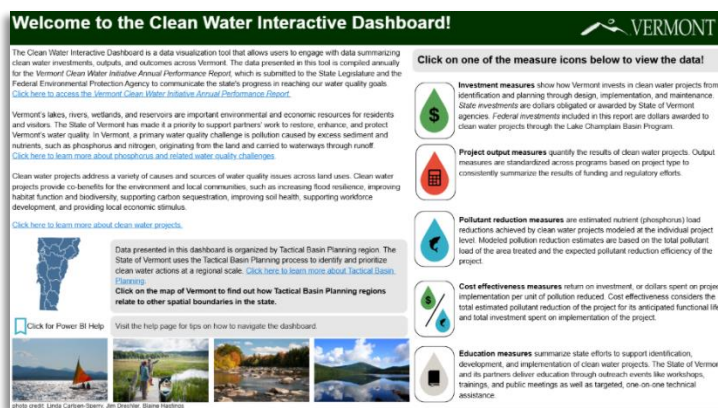 Welcome to the Clean Water Interactive Dashboard!
VERMONT
The Clean Water Interactive Dashboard is a data visualization tool that allows users to engage with data summarizing
clean water investments, outputs, and outcomes across Vermont. The data presented in this tool is compiled annually
for the Vermont Clean Water Initiative Annual Performance Report, which is submitted to the State Legislature and the
Federal Environmental Protection Agency to communicate the state's progress in reaching our water quality goals.
Click here to access the Vermont Clean Water Initiative Annual Performance Report.
Vermont's lakes, rivers, wetlands, and reservoirs are important environmental and economic resources for residents
and visitors. The State of Vermont has made it a priority to support partners' work to restore, enhance, and protect
Vermont's water quality. In Vermont, a primary water quality challenge is pollution caused by excess sediment and
nutrients, such as phosphorus and nitrogen, originating from the land and carried to waterways through runoff.
Click here to learn more about phosphorus and related water quality challenges.
Clean water projects address a variety of causes and sources of water quality issues across land uses. Clean water
projects provide co-benefits for the environment and local communities, such as increasing flood resilience, improving
habitat function and biodiversity, supporting carbon sequestration, improving soil health, supporting workforce
development, and providing local economic stimulus.
Click here to learn more about clean water projects.
Data presented in this dashboard is organized by Tactical Basin Planning region. The
State of Vermont uses the Tactical Basin Planning process to identify and prioritize
clean water actions at a regional scale. Click here to learn more about Tactical Basin
Planning.
Click on the map of Vermont to find out how Tactical Basin Planning regions
relate to other spatial boundaries in the state.
Click for Power BI Help
Visit the help page for tips on how to navigate the dashboard.
photo credit: Linda Carlsen-Sperry, Jim Dreshler, Blaine Hastings
Click on one of the measure icons below to view the data!
Investment measures show how Vermont invests in clean water projects from
identification and planning through design, implementation, and maintenance.
State investments are dollars obligated or awarded by State of Vermont
agencies. Federal investments included in this report are dollars awarded to
clean water projects through the Lake Champlain Basin Program.
Project output measures quantify the results of clean water projects. Output
measures are standardized across programs based on project type to
consistently summarize the results of funding and regulatory efforts.
Pollutant reduction measures are estimated nutrient (phosphorus) load
reductions achieved by clean water projects modeled at the individual project
level. Modeled pollution reduction estimates are based on the total pollutant
load of the area treated and the expected pollutant reduction efficiency of the
project.
Cost effectiveness measures return on investment, or dollars spent on project
implementation per unit of pollution reduced. Cost effectiveness considers the
total estimated pollutant reduction of the project for its anticipated functional life
and total investment spent on implementation of the project.
Education measures summarize state efforts to support identification,
development, and implementation of clean water projects. The State of Vermont
and its partners deliver education through outreach events like workshops,
trainings, and public meetings as well as targeted, one-on-one technical
assistance.